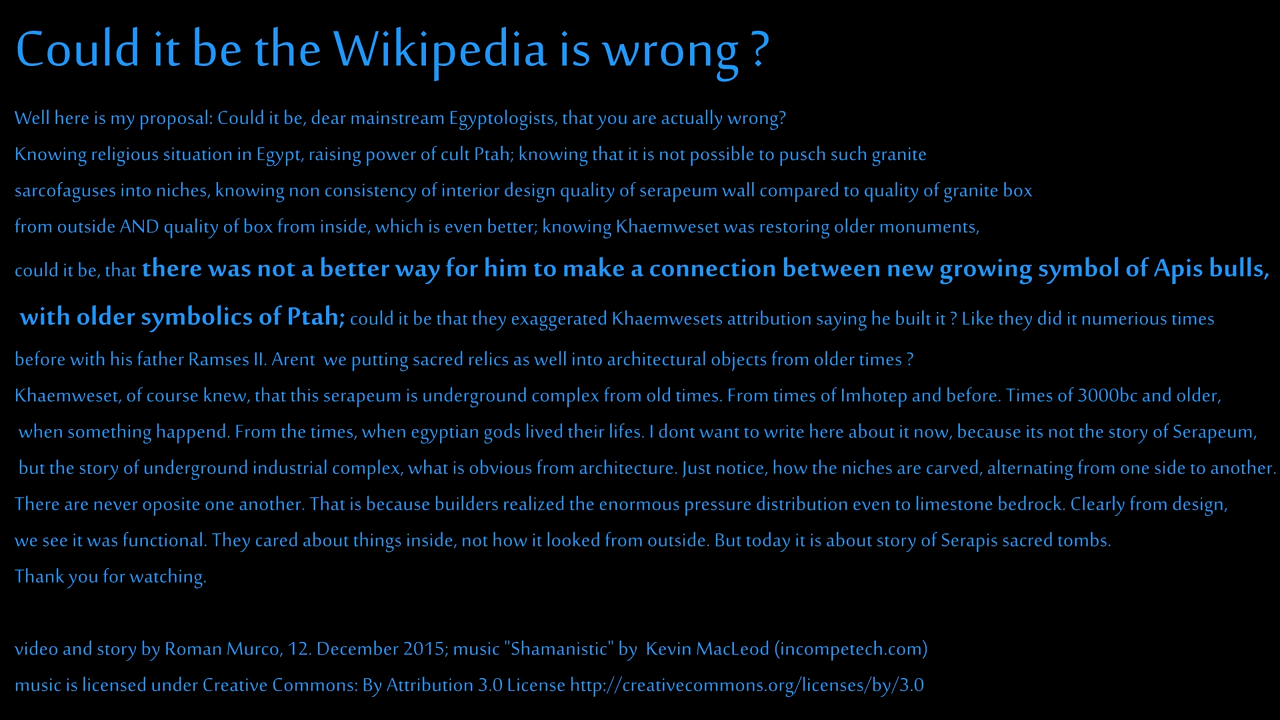 Could it be the Wikipedia is wrong ?
Well here is my proposal: Could it be, dear mainstream Egyptologists, that you are actually wrong?
Knowing religious situation in Egypt, raising power of cult Ptah; knowing that it is not possible to pusch such granite
sarcofaguses into niches, knowing non consistency of interior design quality of serapeum wall compared to quality of granite box
from outside AND quality of box from inside, which is even better; knowing Khaemweset was restoring older monuments,
could it be, that there was not a better way for him to make a connection between new growing symbol of Apis bulls,
with older symbolics of Ptah; could it be that they exaggerated Khaemwesets attribution saying he built it ? Like they did it numerious times
before with his father Ramses II. Arent we putting sacred relics as well into architectural objects from older times ?
Khaemweset, of course knew, that this serapeum is underground complex from old times. From times of Imhotep and before. Times of 3000bc and older,
when something happend. From the times, when egyptian gods lived their lifes. I dont want to write here about it now, because its not the story of Serapeum,
but the story of underground industrial complex, what is obvious from architecture. Just notice, how the niches are carved, alternating from one side to another.
There are never oposite one another. That is because builders realized the enormous pressure distribution even to limestone bedrock. Clearly from design,
we see it was functional. They cared about things inside, not how it looked from outside. But today it is about story of Serapis sacred tombs.
Thank you for watching.
video and story by Roman Murco, 12. December 2015; music "Shamanistic" by Kevin MacLeod (incompetech.com)
music is licensed under Creative Commons: By Attribution 3.0 License http://creativecommons.org/licenses/by/3.0